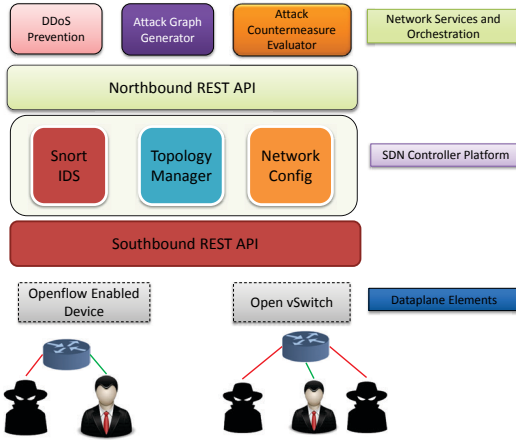 DDoS
Prevention
Attack Graph
Generator
Attack
Countermeasure
Evaluator
Network Services and
Orchestration
Northbound REST API
Snort
IDS
Topology
Manager
Network
Config
SDN Controller Platform
Southbound REST API
Openflow Enabled
Device
Open vSwitch
Dataplane Elements